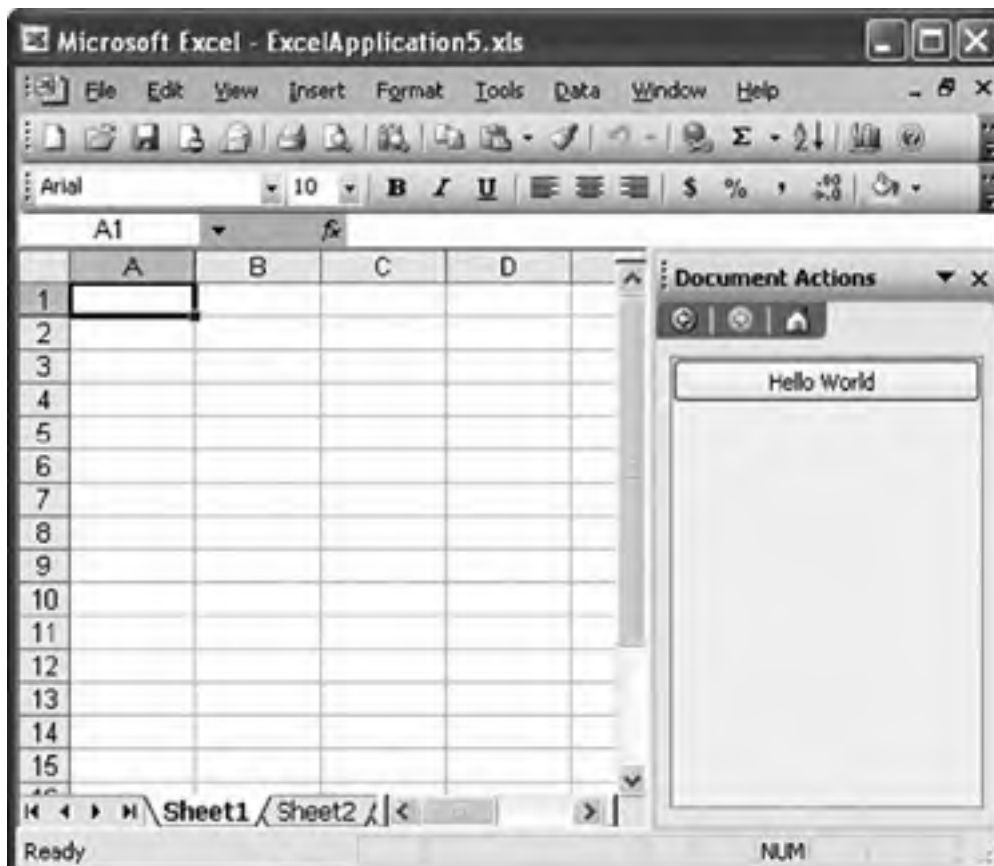 Microsoft Excel - ExcelApplication5.xls
File Edit View Insert Format Tools Data Window Help
Arial 10 B I U $ % ,
A1 fx
A B C D
Document Actions
1
2
3
Hello World
4
5
6
7
8
9
10
11
12
13
14
15
Sheet1 Sheet2
Ready NUM